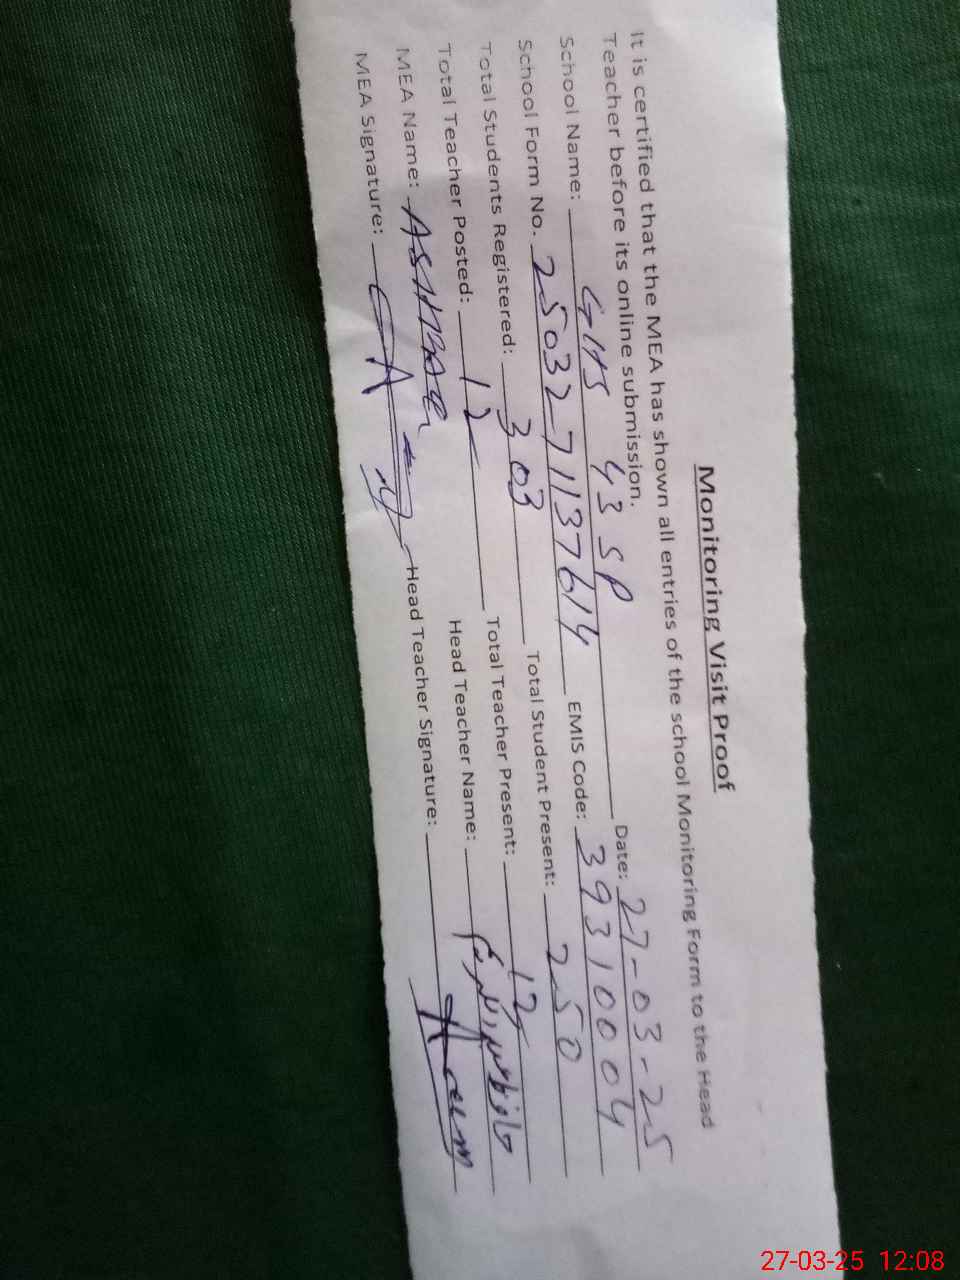 Monitoring Visit Proof
It is certified that the MEA has shown all entries of the school Monitoring Form to the Head
Teacher before its online submission.
School Name: GHS 43 SP Date: 27-03-25
School Form No. 25032711137614 EMIS Code: 39310004
Total Students Registered: 303 Total Student Present: 250
Total Teacher Posted: 12 Total Teacher Present: 12
MEA Name: Head Teacher Name:
MEA Signature: Head Teacher Signature:
27-03-25 12:08